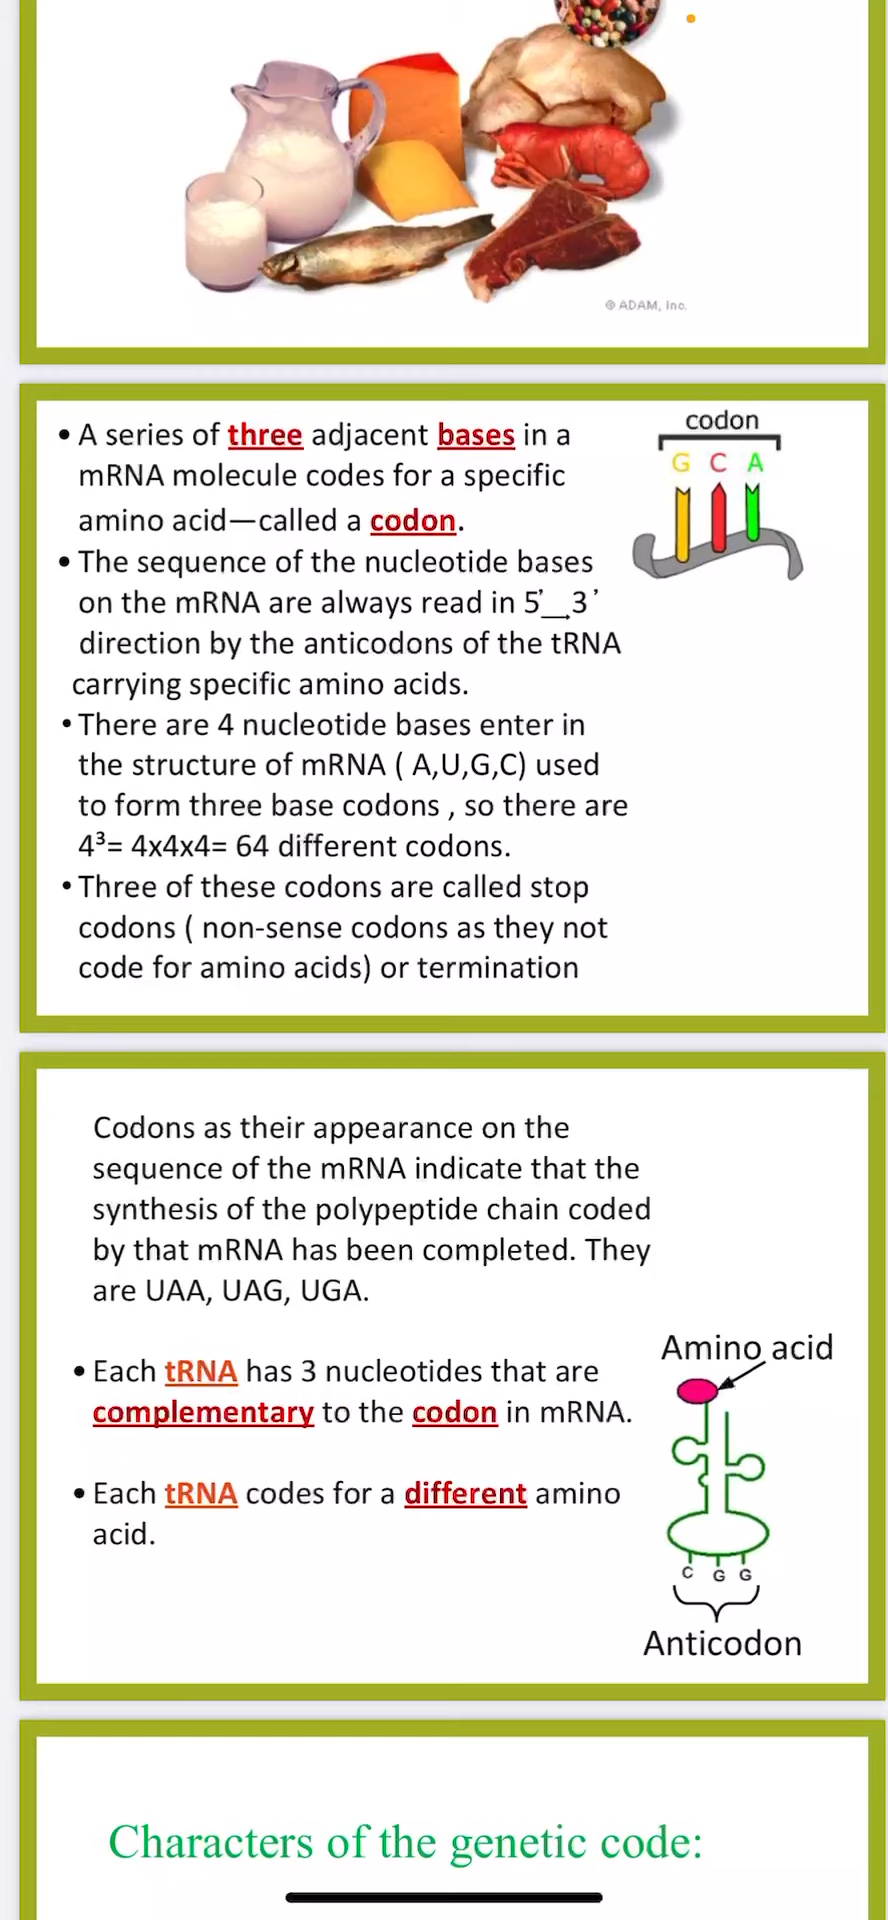 © ADAM, Inc.
• A series of three adjacent bases in a
mRNA molecule codes for a specific
amino acid—called a codon.
• The sequence of the nucleotide bases
on the mRNA are always read in 5’__3’
direction by the anticodons of the tRNA
carrying specific amino acids.
• There are 4 nucleotide bases enter in
the structure of mRNA ( A,U,G,C) used
to form three base codons , so there are
4³= 4x4x4= 64 different codons.
• Three of these codons are called stop
codons ( non-sense codons as they not
code for amino acids) or termination
codon
G C A
Codons as their appearance on the
sequence of the mRNA indicate that the
synthesis of the polypeptide chain coded
by that mRNA has been completed. They
are UAA, UAG, UGA.
• Each tRNA has 3 nucleotides that are
complementary to the codon in mRNA.
• Each tRNA codes for a different amino
acid.
Amino acid
C G G
Anticodon
Characters of the genetic code: